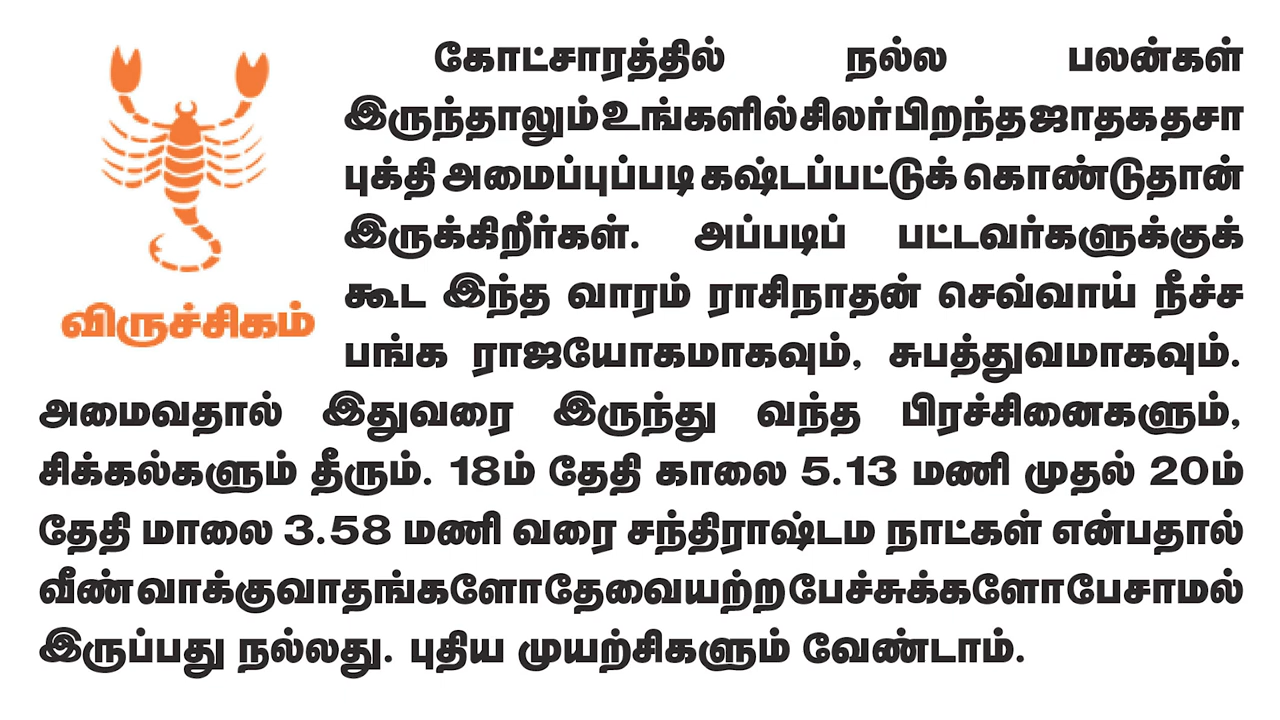 கோட்சாரத்தில் நல்ல பலன்கள்
இருந்தாலும் உங்களில் சிலர் பிறந்த ஜாதக தசா
புக்தி அமைப்புப்படி கஷ்டப்பட்டுக் கொண்டுதான்
இருக்கிறீர்கள். அப்படிப் பட்டவர்களுக்குக்
கூட இந்த வாரம் ராசிநாதன் செவ்வாய் நீச்ச
பங்க ராஜயோகமாகவும், சுபத்துவமாகவும்.
விருச்சிகம்
அமைவதால் இதுவரை இருந்து வந்த பிரச்சினைகளும்,
சிக்கல்களும் தீரும். 18ம் தேதி காலை 5.13 மணி முதல் 20ம்
தேதி மாலை 3.58 மணி வரை சந்திராஷ்டம நாட்கள் என்பதால்
வீண் வாக்குவாதங்களோ தேவையற்ற பேச்சுக்களோ பேசாமல்
இருப்பது நல்லது. புதிய முயற்சிகளும் வேண்டாம்.